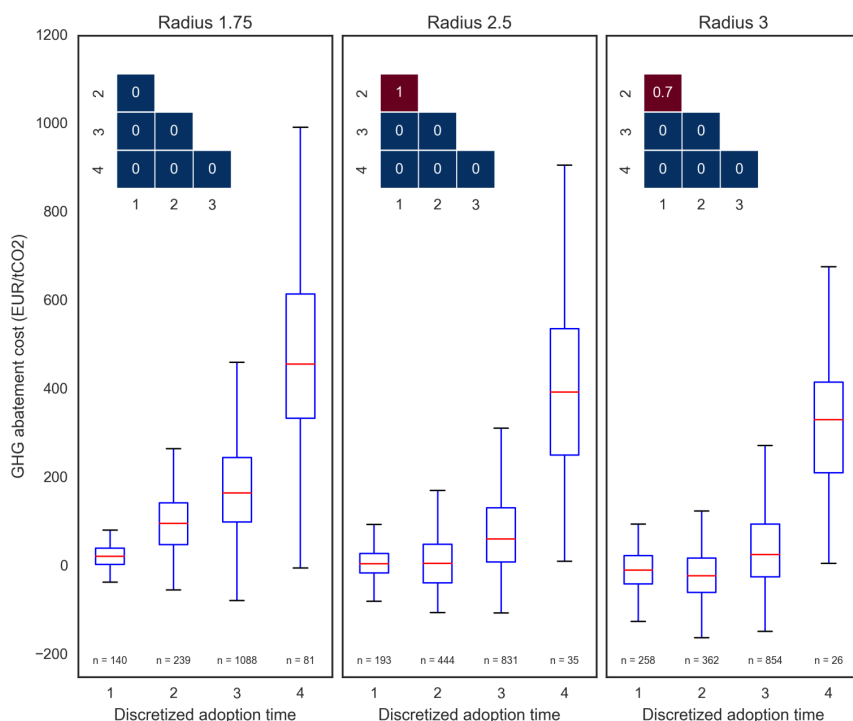 Radius 1.75
Radius 2.5
Radius 3
GHG abatement cost (EUR/tCO2)
1200
1000
800
600
400
200
0
−200
2 0
3 0 0
4 0 0 0
1 2 3
2 1
3 0 0
4 0 0 0
1 2 3
2 0.7
3 0 0
4 0 0 0
1 2 3
n = 140 n = 239 n = 1088 n = 81
n = 193 n = 444 n = 831 n = 35
n = 258 n = 362 n = 854 n = 26
1 2 3 4
1 2 3 4
1 2 3 4
Discretized adoption time
Discretized adoption time
Discretized adoption time